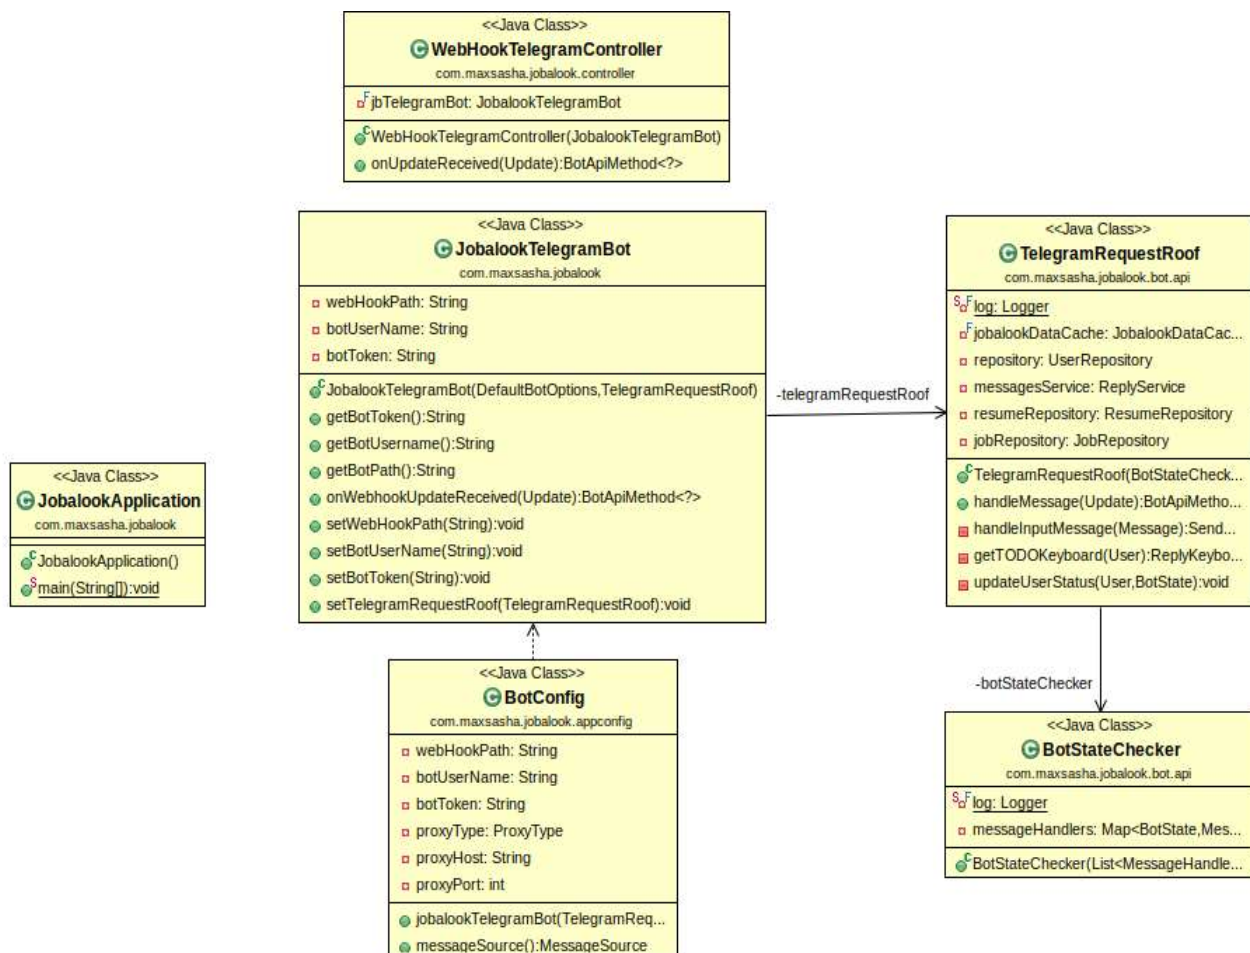 <<Java Class>>
WebHookTelegramController
com.maxsasha.jobalook.controller
jbTelegramBot: JobalookTelegramBot
WebHookTelegramController(JobalookTelegramBot)
onUpdateReceived(Update):BotApiMethod<?>
<<Java Class>>
JobalookTelegramBot
com.maxsasha.jobalook
webHookPath: String
botUserName: String
botToken: String
JobalookTelegramBot(DefaultBotOptions,TelegramRequestRoof)
getBotToken():String
getBotUsername():String
getBotPath():String
onWebhookUpdateReceived(Update):BotApiMethod<?>
setWebHookPath(String):void
setBotUserName(String):void
setBotToken(String):void
setTelegramRequestRoof(TelegramRequestRoof):void
-telegramRequestRoof
<<Java Class>>
TelegramRequestRoof
com.maxsasha.jobalook.bot.api
log: Logger
jobalookDataCache: JobalookDataCac...
repository: UserRepository
messagesService: ReplyService
resumeRepository: ResumeRepository
jobRepository: JobRepository
TelegramRequestRoof(BotStateCheck...
handleMessage(Update):BotApiMetho...
handleInputMessage(Message):Send...
getTODOKeyboard(User):ReplyKeybo...
updateUserStatus(User,BotState):void
<<Java Class>>
JobalookApplication
com.maxsasha.jobalook
JobalookApplication()
main(String[]):void
<<Java Class>>
BotConfig
com.maxsasha.jobalook.appconfig
webHookPath: String
botUserName: String
botToken: String
proxyType: ProxyType
proxyHost: String
proxyPort: int
jobalookTelegramBot(TelegramReq...
messageSource():MessageSource
-botStateChecker
<<Java Class>>
BotStateChecker
com.maxsasha.jobalook.bot.api
log: Logger
messageHandlers: Map<BotState,Mes...
BotStateChecker(List<MessageHandle...